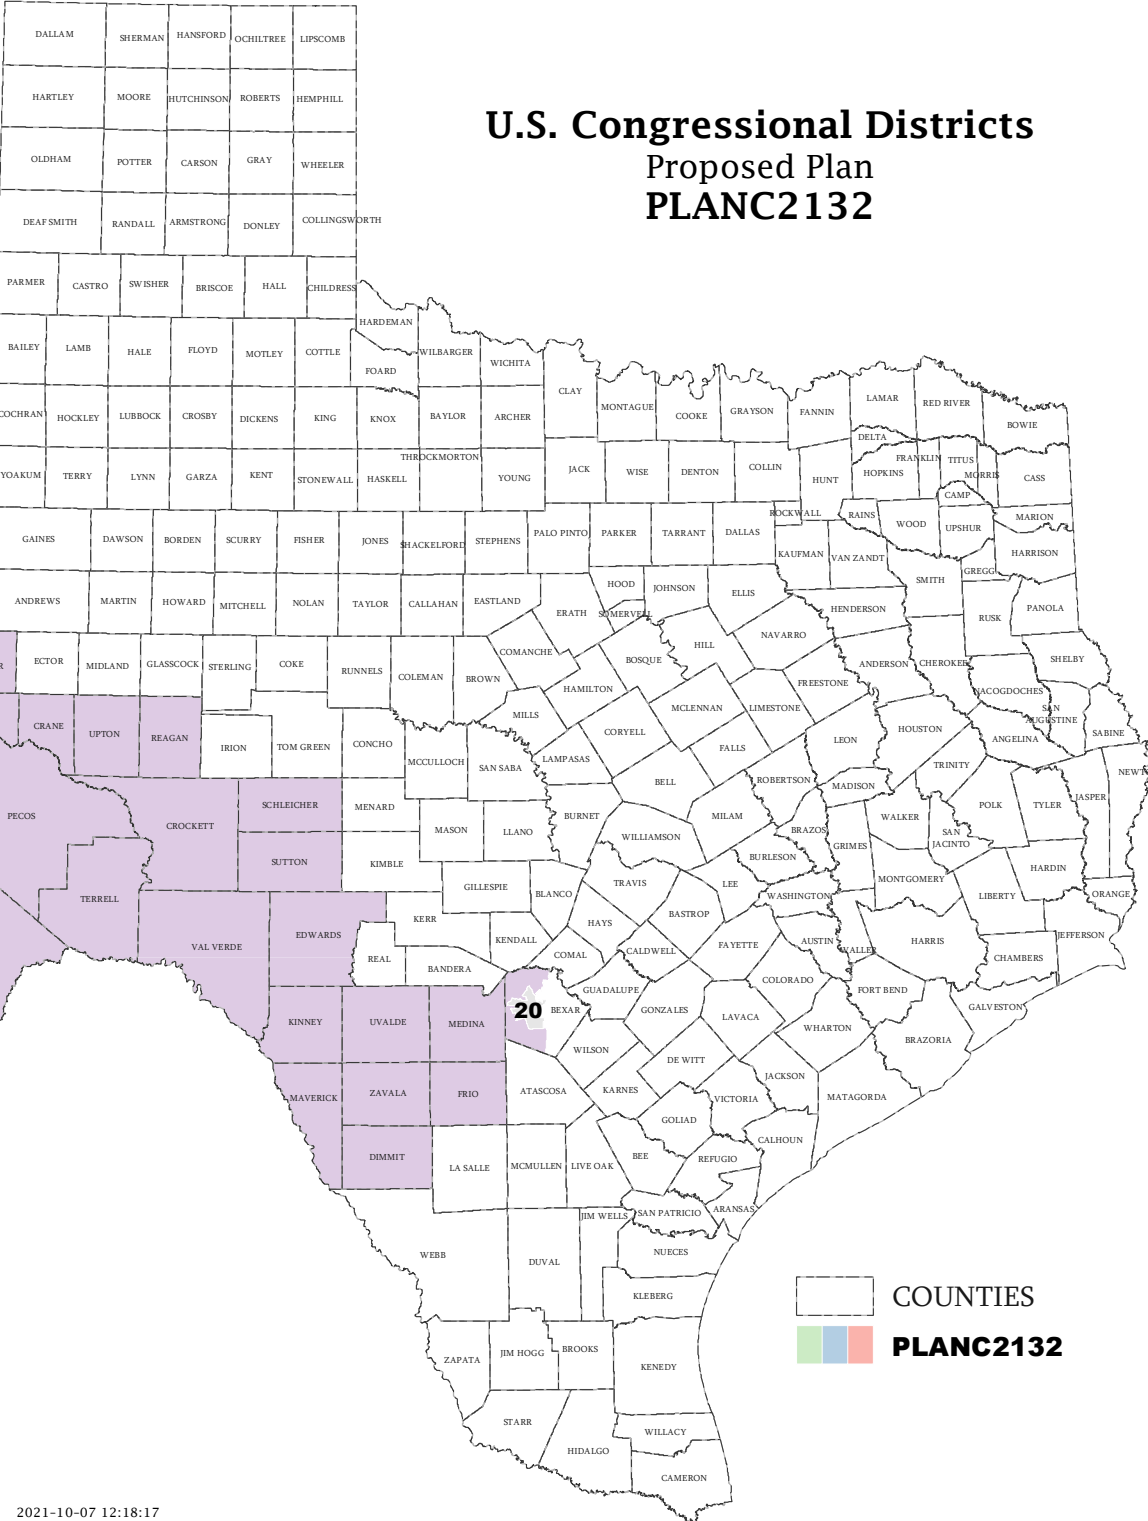 U.S. Congressional Districts
Proposed Plan
PLANC2132
DALLAM SHERMAN HANSFORD OCHILTREE LIPSCOMB
HARTLEY MOORE HUTCHINSON ROBERTS HEMPHILL
OLDHAM POTTER CARSON GRAY WHEELER
DEAF SMITH RANDALL ARMSTRONG DONLEY COLLINGSWORTH
PARMER CASTRO SWISHER BRISCOE HALL CHILDRESS
HARDEMAN
BAILEY LAMB HALE FLOYD MOTLEY COTTLE FOARD WILBARGER WICHITA
CLAY MONTAGUE COOKE GRAYSON FANNIN LAMAR RED RIVER BOWIE
COCHRAN HOCKLEY LUBBOCK CROSBY DICKENS KING KNOX BAYLOR ARCHER
DELTA
YOAKUM TERRY LYNN GARZA KENT STONEWALL HASKELL THROCKMORTON YOUNG JACK WISE DENTON COLLIN HUNT HOPKINS FRANKLIN TITUS MORRIS CASS
CAMP
ROCKWALL RAINS WOOD UPSHUR MARION
GAINES DAWSON BORDEN SCURRY FISHER JONES SHACKELFORD STEPHENS PALO PINTO PARKER TARRANT DALLAS KAUFMAN VAN ZANDT SMITH GREGG HARRISON
ANDREWS MARTIN HOWARD MITCHELL NOLAN TAYLOR CALLAHAN EASTLAND ERATH HOOD SOMERVELL JOHNSON ELLIS HENDERSON RUSK PANOLA
R ECTOR MIDLAND GLASSCOCK STERLING COKE RUNNELS COLEMAN BROWN COMANCHE BOSQUE HILL NAVARRO ANDERSON CHEROKEE SHELBY
HAMILTON FREESTONE NACOGDOCHES
CRANE UPTON REAGAN IRION TOM GREEN CONCHO MCCULLOCH SAN SABA MILLS LAMPASAS CORYELL MCLENNAN LIMESTONE FALLS LEON HOUSTON ANGELINA
SAN
AUGUSTINE
SABINE
NEWT
PECOS CROCKETT SCHLEICHER MENARD MASON LLANO BURNET BELL MILAM ROBERTSON MADISON TRINITY POLK TYLER JASPER
SUTTON KIMBLE WILLIAMSON BRAZOS GRIMES WALKER
SAN
JACINTO
HARDIN
TERRELL GILLESPIE BLANCO TRAVIS LEE BURLESON WASHINGTON MONTGOMERY LIBERTY ORANGE
VAL VERDE EDWARDS KERR KENDALL HAYS BASTROP FAYETTE AUSTIN WALLER HARRIS JEFFERSON
REAL BANDERA COMAL CALDWELL COLORADO CHAMBERS
KINNEY UVALDE MEDINA 20 BEXAR GUADALUPE GONZALES LAVACA WHARTON FORT BEND BRAZORIA GALVESTON
WILSON DE WITT
MAVERICK ZAVALA FRIO ATASCOSA KARNES GOLIAD VICTORIA JACKSON MATAGORDA
DIMMIT LA SALLE MCMULLEN LIVE OAK BEE REFUGIO CALHOUN
JIM WELLS SAN PATRICIO ARANSAS
WEBB DUVAL NUECES
KLEBERG
COUNTIES
PLANC2132
ZAPATA JIM HOGG BROOKS KENEDY
STARR HIDALGO WILLACY
CAMERON
2021-10-07 12:18:17